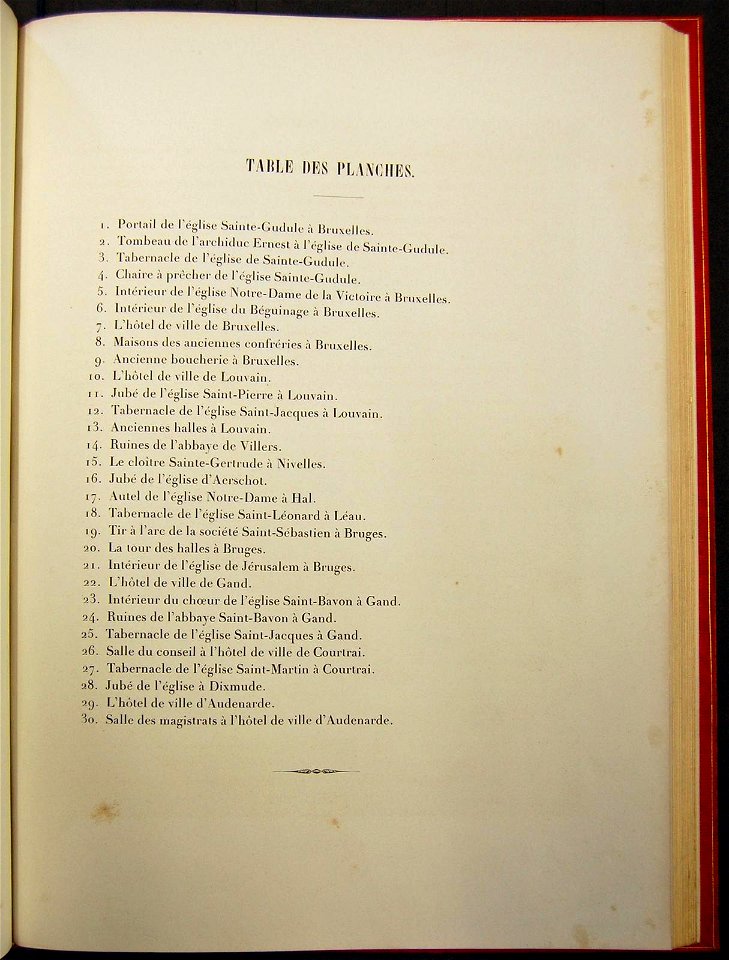 TABLE DES PLANCHES.
1. Portail de l'église Sainte-Gudule à Bruxelles.
2. Tombeau de l'archiduc Ernest à l'église de Sainte-Gudule.
3. Tabernacle de l'église de Sainte-Gudule.
4. Chaire à prêcher de l'église Sainte-Gudule.
5. Intérieur de l'église Notre-Dame de la Victoire à Bruxelles.
6. Intérieur de l'église du Béguinage à Bruxelles.
7. L'hôtel de ville de Bruxelles.
8. Maisons des anciennes confréries à Bruxelles.
9. Ancienne boucherie à Bruxelles.
10. L'hôtel de ville de Louvain.
11. Jubé de l'église Saint-Pierre à Louvain.
12. Tabernacle de l'église Saint-Jacques à Louvain.
13. Anciennes halles à Louvain.
14. Ruines de l'abbaye de Villers.
15. Le cloître Sainte-Gertrude à Nivelles.
16. Jubé de l'église d'Aerschot.
17. Autel de l'église Notre-Dame à Hal.
18. Tabernacle de l'église Saint-Léonard à Léau.
19. Tir à l'arc de la société Saint-Sébastien à Bruges.
20. La tour des halles à Bruges.
21. Intérieur de l'église de Jérusalem à Bruges.
22. L'hôtel de ville de Gand.
23. Intérieur du chœur de l'église Saint-Bavon à Gand.
24. Ruines de l'abbaye Saint-Bavon à Gand.
25. Tabernacle de l'église Saint-Jacques à Gand.
26. Salle du conseil à l'hôtel de ville de Courtrai.
27. Tabernacle de l'église Saint-Martin à Courtrai.
28. Jubé de l'église à Dixmude.
29. L'hôtel de ville d'Audenarde.
30. Salle des magistrats à l'hôtel de ville d'Audenarde.